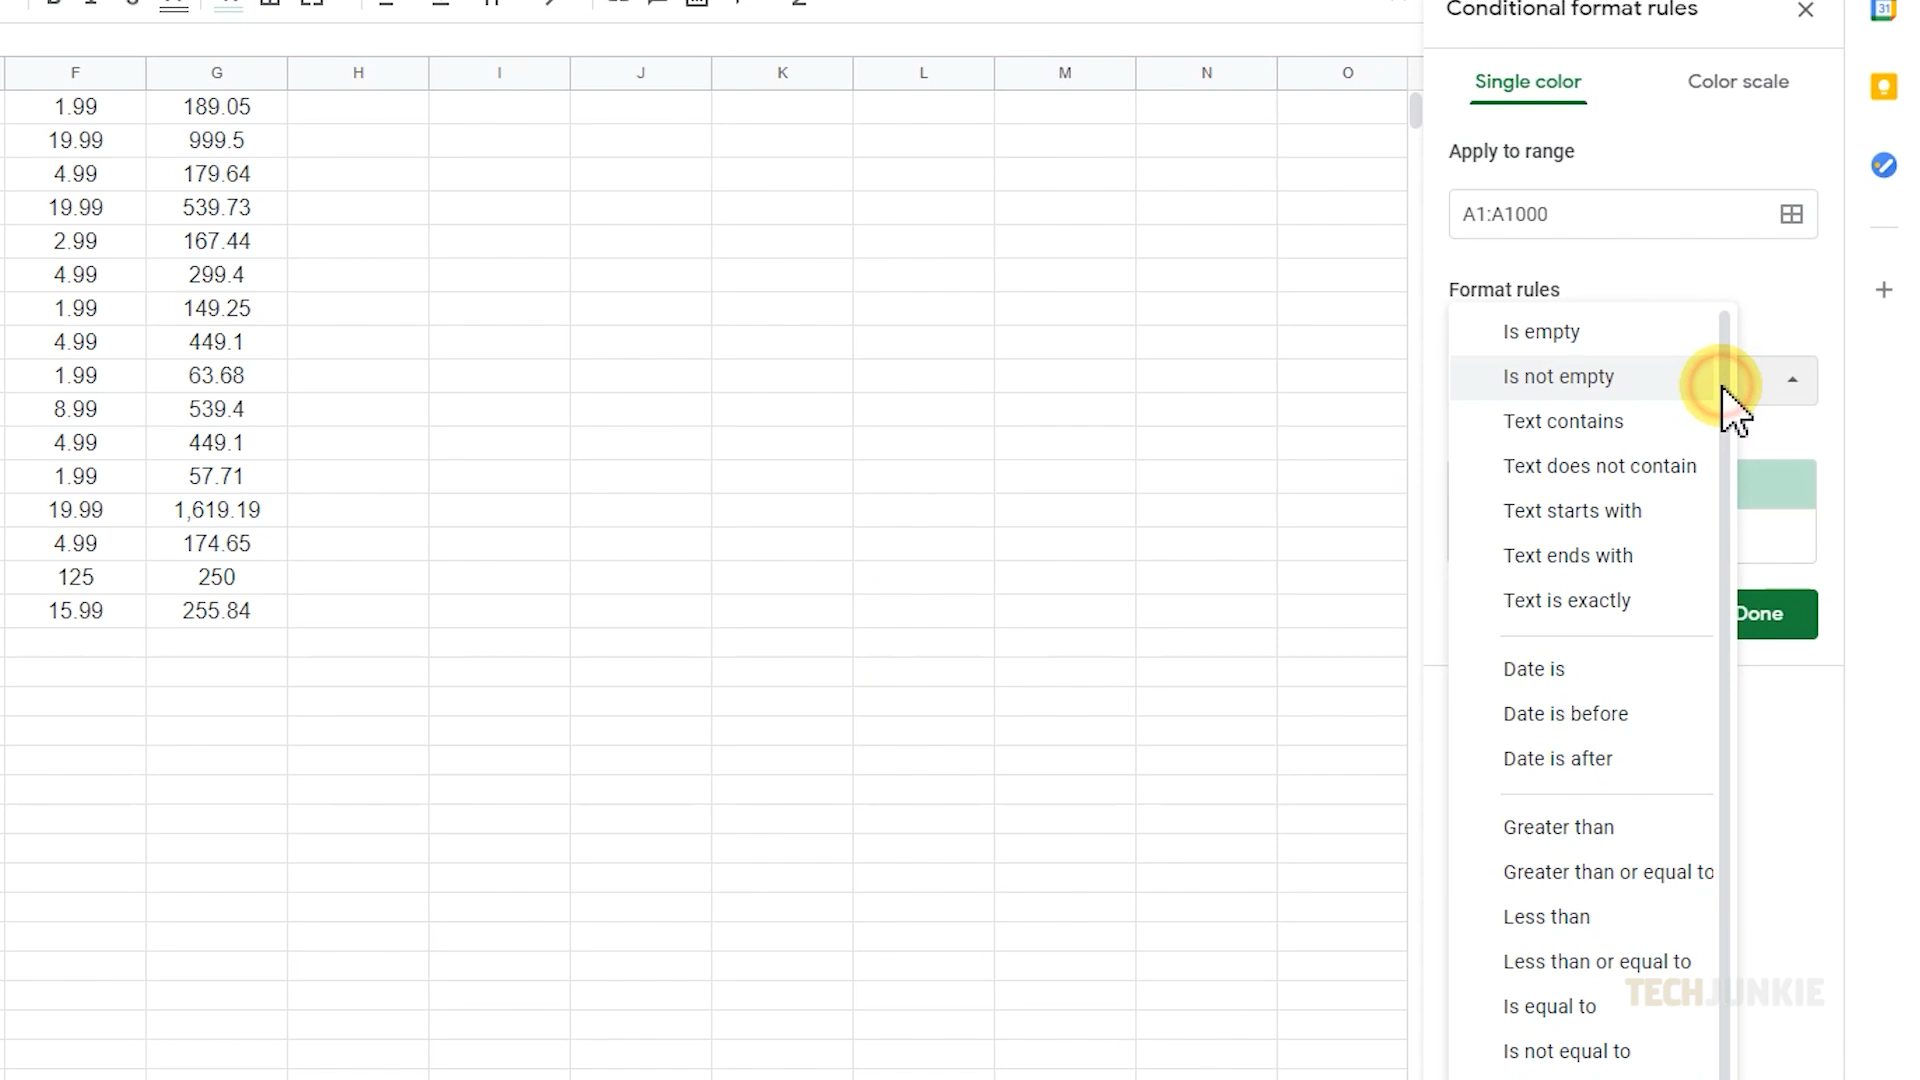 Conditional format rules
31
F G H I J K L M N O
Single color Color scale
1.99 189.05
19.99 999.5
Apply to range
4.99 179.64
19.99 539.73
A1:A1000
2.99 167.44
4.99 299.4
Format rules
1.99 149.25
Is empty
4.99 449.1
1.99 63.68
Is not empty
8.99 539.4
Text contains
4.99 449.1
Text does not contain
1.99 57.71
19.99 1,619.19
Text starts with
4.99 174.65
Text ends with
125 250
Text is exactly
15.99 255.84
Done
Date is
Date is before
Date is after
Greater than
Greater than or equal to
Less than
Less than or equal to
TECHJUNKIE
Is equal to
Is not equal to